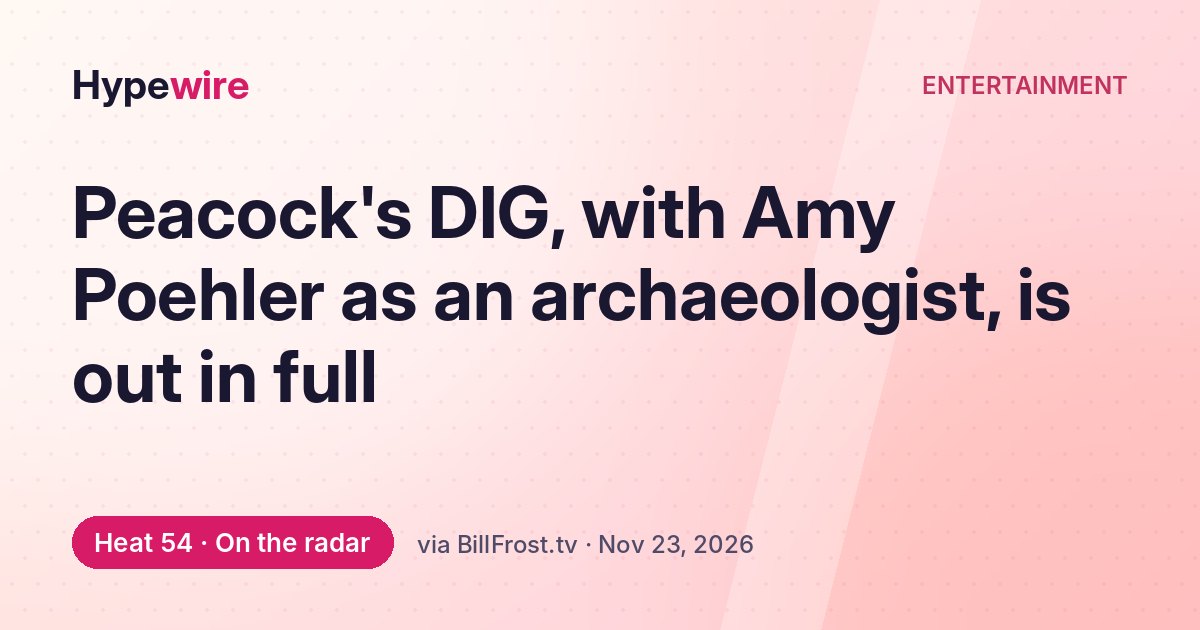 Hypewire
ENTERTAINMENT
Peacock's DIG, with Amy
Poehler as an archaeologist, is
out in full
Heat 54 · On the radar
via BillFrost.tv · Nov 23, 2026